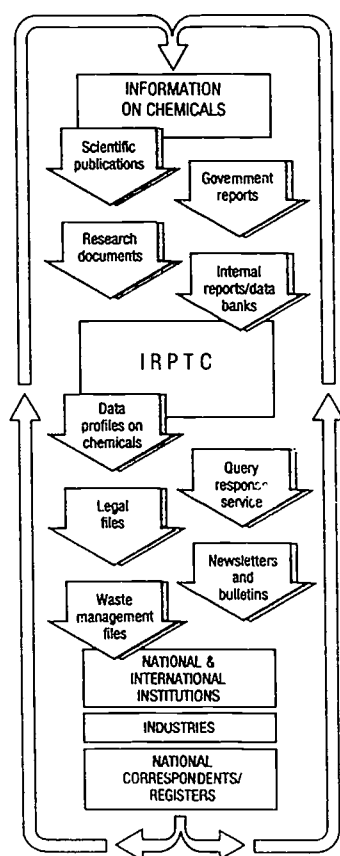 INFORMATION
ON CHEMICALS
Scientific
publications
Government
reports
Research
documents
Internal
reports/data
banks
IRPTC
Data
profiles on
chemicals
Query
response
service
Legal
files
Newsletters
and
bulletins
Waste
management
files
NATIONAL &
INTERNATIONAL
INSTITUTIONS
INDUSTRIES
NATIONAL
CORRESPONDENTS/
REGISTERS